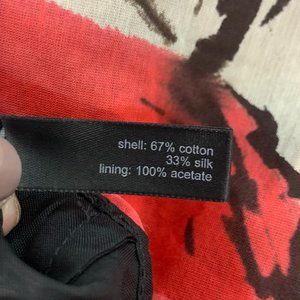 shell: 67% cotton
33% silk
lining: 100% acetate